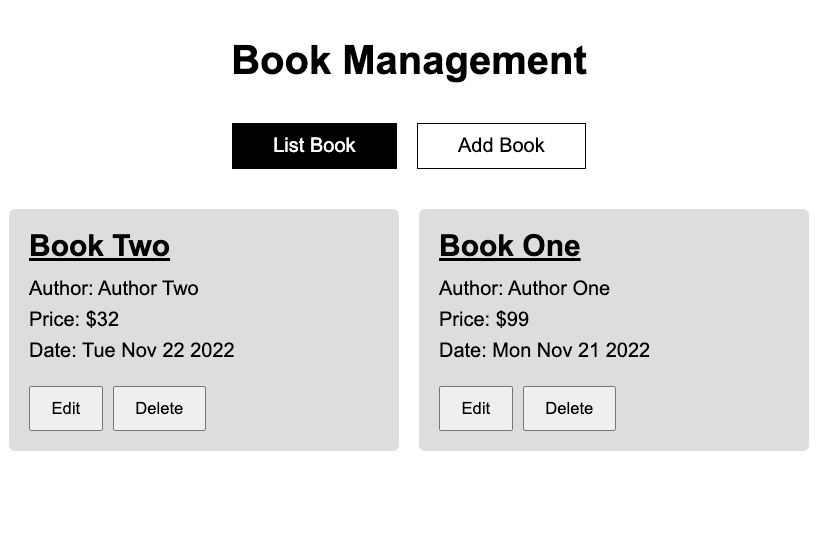 Book Management
List Book
Add Book
Book Two
Author: Author Two
Price: $32
Date: Tue Nov 22 2022
Edit
Delete
Book One
Author: Author One
Price: $99
Date: Mon Nov 21 2022
Edit
Delete